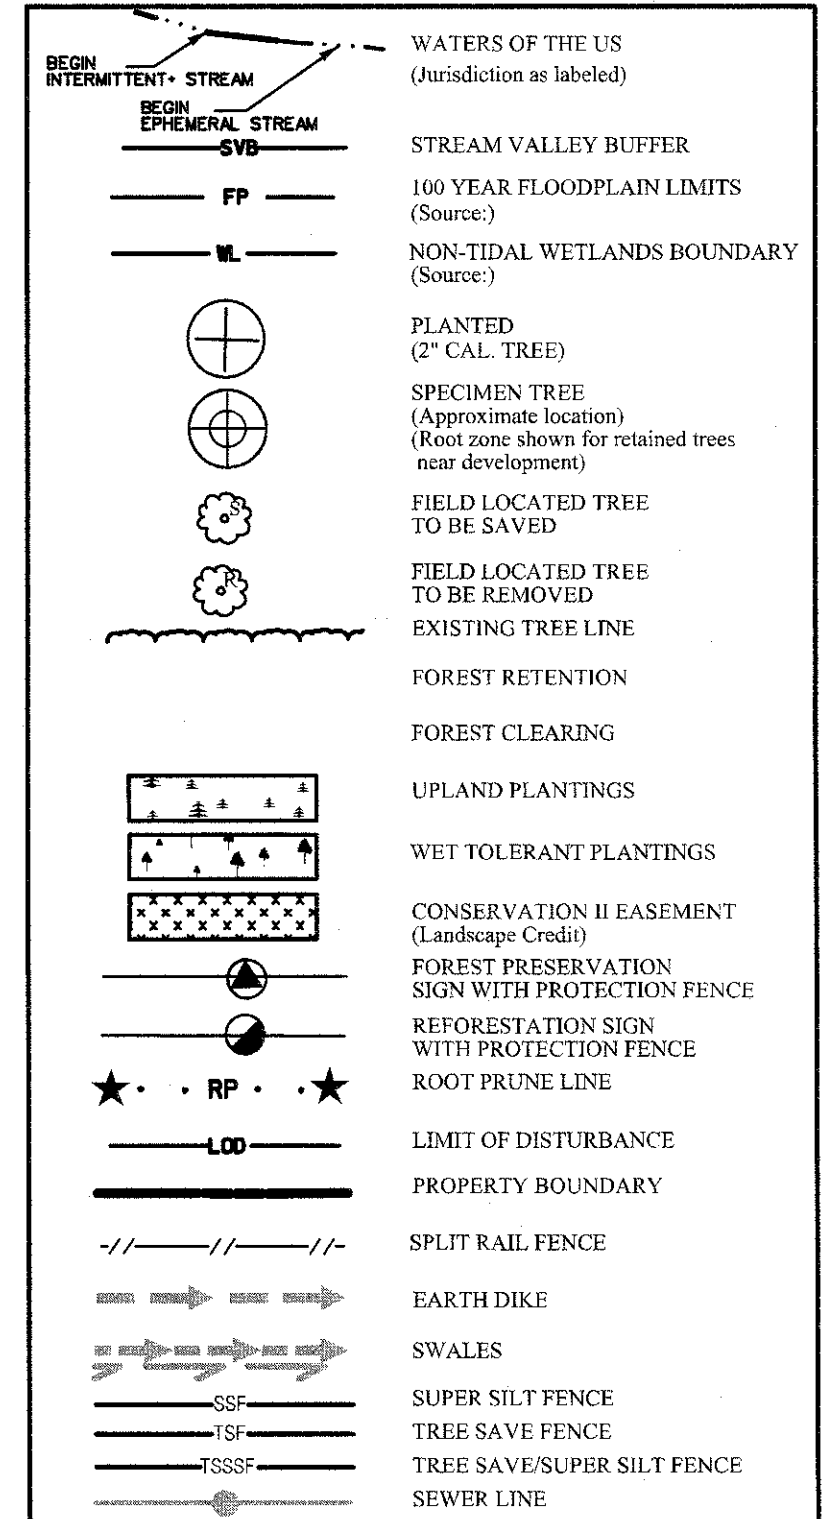 WATERS OF THE US
(Jurisdiction as labeled)
BEGIN
INTERMITTENT+ STREAM
BEGIN
EPHEMERAL STREAM
SVB
STREAM VALLEY BUFFER
FP
100 YEAR FLOODPLAIN LIMITS
(Source:)
WL
NON-TIDAL WETLANDS BOUNDARY
(Source:)
PLANTED
(2" CAL. TREE)
SPECIMEN TREE
(Approximate location)
(Root zone shown for retained trees
near development)
S
FIELD LOCATED TREE
TO BE SAVED
R
FIELD LOCATED TREE
TO BE REMOVED
EXISTING TREE LINE
FOREST RETENTION
FOREST CLEARING
UPLAND PLANTINGS
WET TOLERANT PLANTINGS
CONSERVATION II EASEMENT
(Landscape Credit)
FOREST PRESERVATION
SIGN WITH PROTECTION FENCE
REFORESTATION SIGN
WITH PROTECTION FENCE
RP
ROOT PRUNE LINE
LOD
LIMIT OF DISTURBANCE
PROPERTY BOUNDARY
SPLIT RAIL FENCE
EARTH DIKE
SWALES
SSF
SUPER SILT FENCE
TSF
TREE SAVE FENCE
TSSSF
TREE SAVE/SUPER SILT FENCE
SEWER LINE